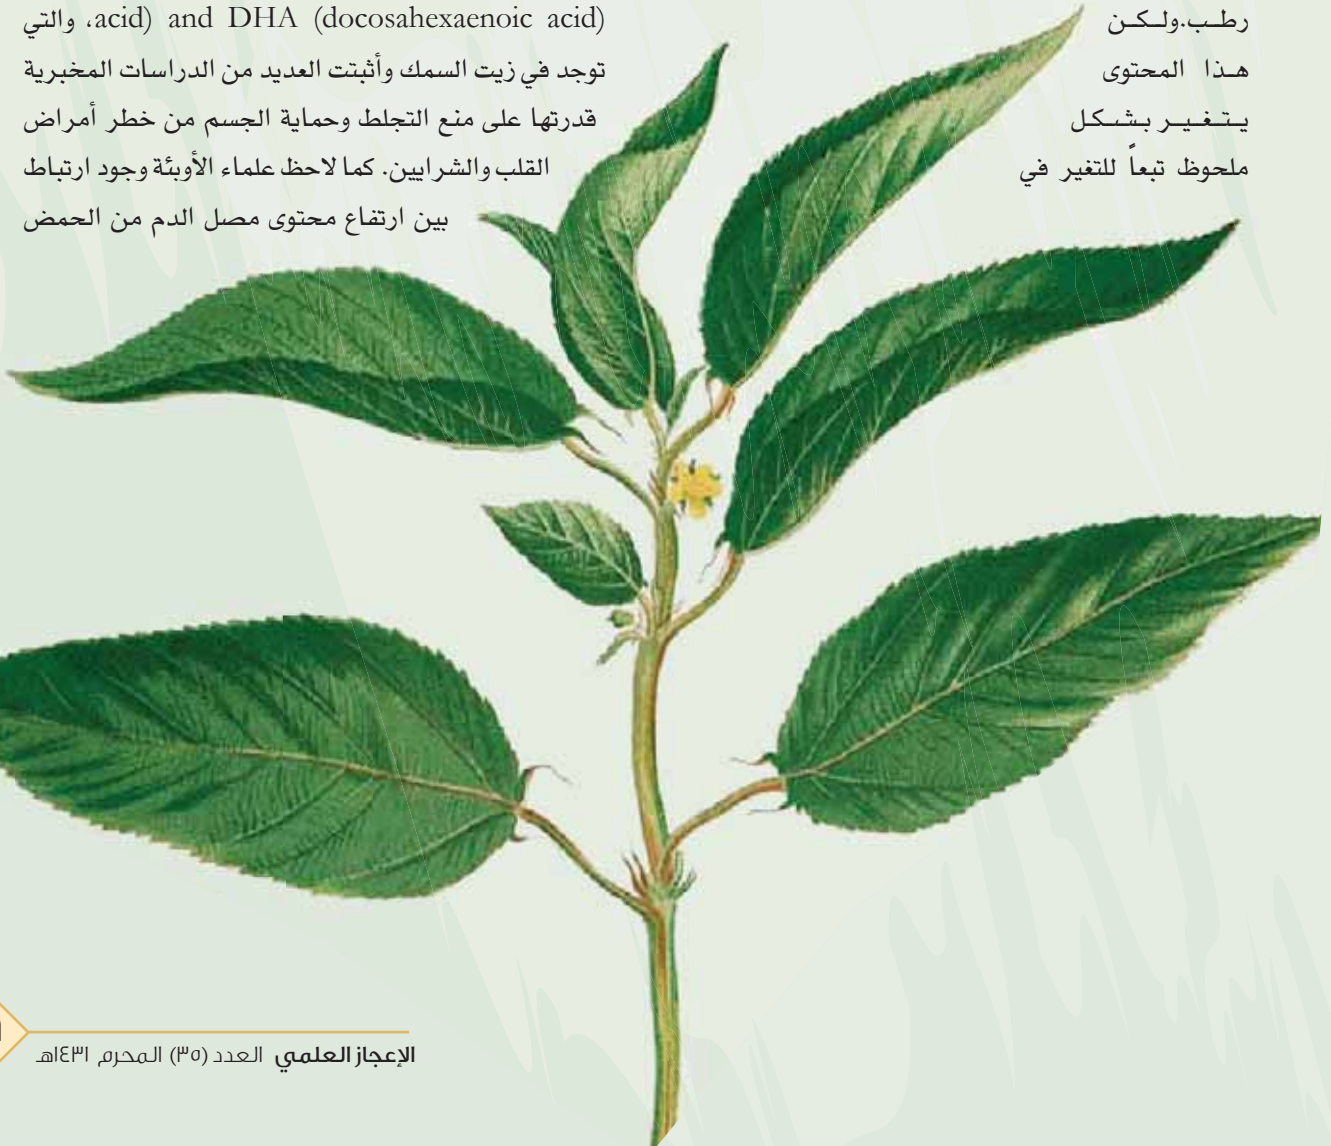 رطب.ولكن
هذا المحتوى
يتغير بشكل
ملحوظ تبعاً للتغير في
acid) and DHA (docosahexaenoic acid)، والتي
توجد في زيت السمك وأثبتت العديد من الدراسات المخبرية
قدرتها على منع التجلط وحماية الجسم من خطر أمراض
القلب والشرايين. كما لاحظ علماء الأوبئة وجود ارتباط
بين ارتفاع محتوى مصل الدم من الحمض
الإعجاز العلمي العدد (٣٥) المحرم ١٤٣١هـ